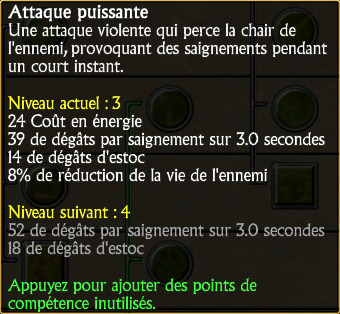 Attaque puissante
Une attaque violente qui perce la chair de
l'ennemi, provoquant des saignements pendant
un court instant.
Niveau actuel : 3
24 Coût en énergie
39 de dégâts par saignement sur 3.0 secondes
14 de dégâts d'estoc
8% de réduction de la vie de l'ennemi
Niveau suivant : 4
52 de dégâts par saignement sur 3.0 secondes
18 de dégâts d'estoc
Appuyez pour ajouter des points de
compétence inutilisés.